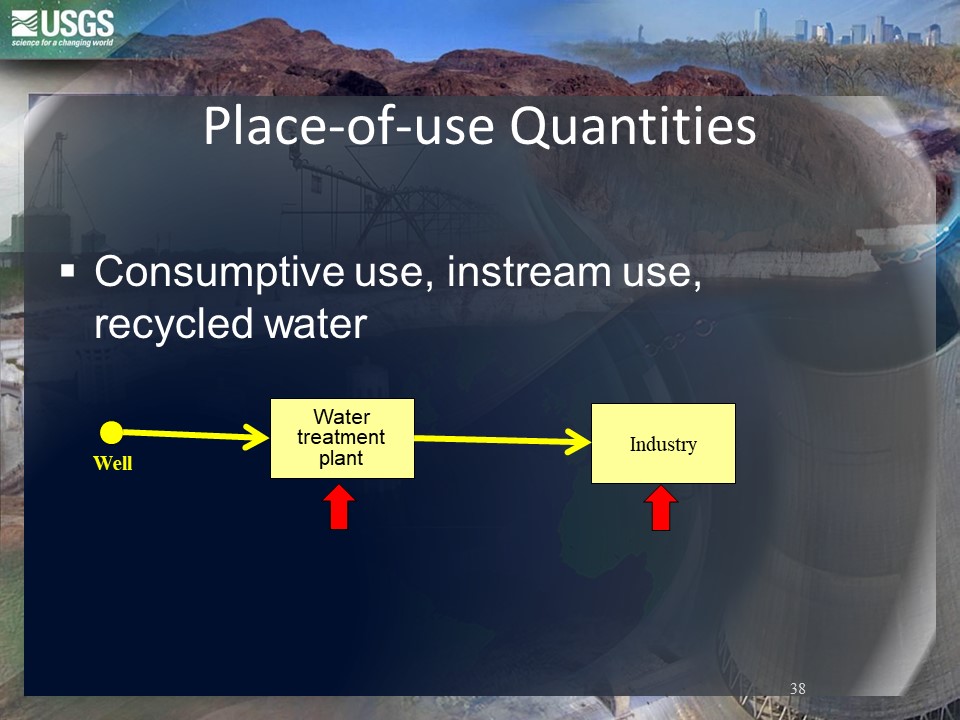 USGS
science for a changing world
Place-of-use Quantities
▪ Consumptive use, instream use,
recycled water
Water
treatment
plant
Industry
Well
38